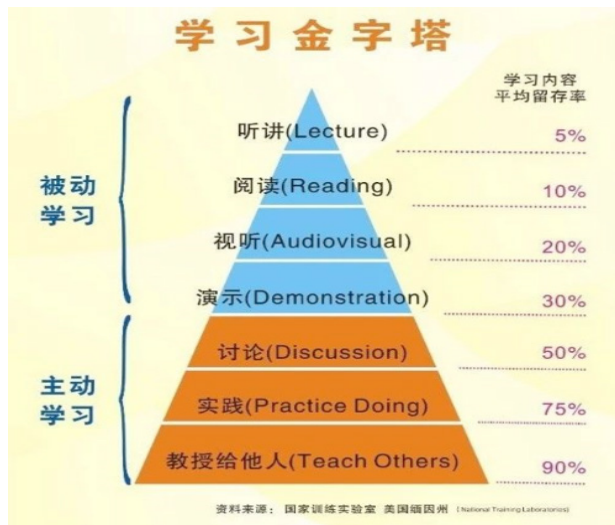 学习金字塔
学习内容
平均留存率
听讲(Lecture)
5%
阅读(Reading)
10%
被动
学习
视听(Audiovisual)
20%
演示(Demonstration)
30%
讨论(Discussion)
50%
主动
学习
实践(Practice Doing)
75%
教授给他人(Teach Others)
90%
资料来源： 国家训练实验室 美国缅因州 （National Training Laboratories)